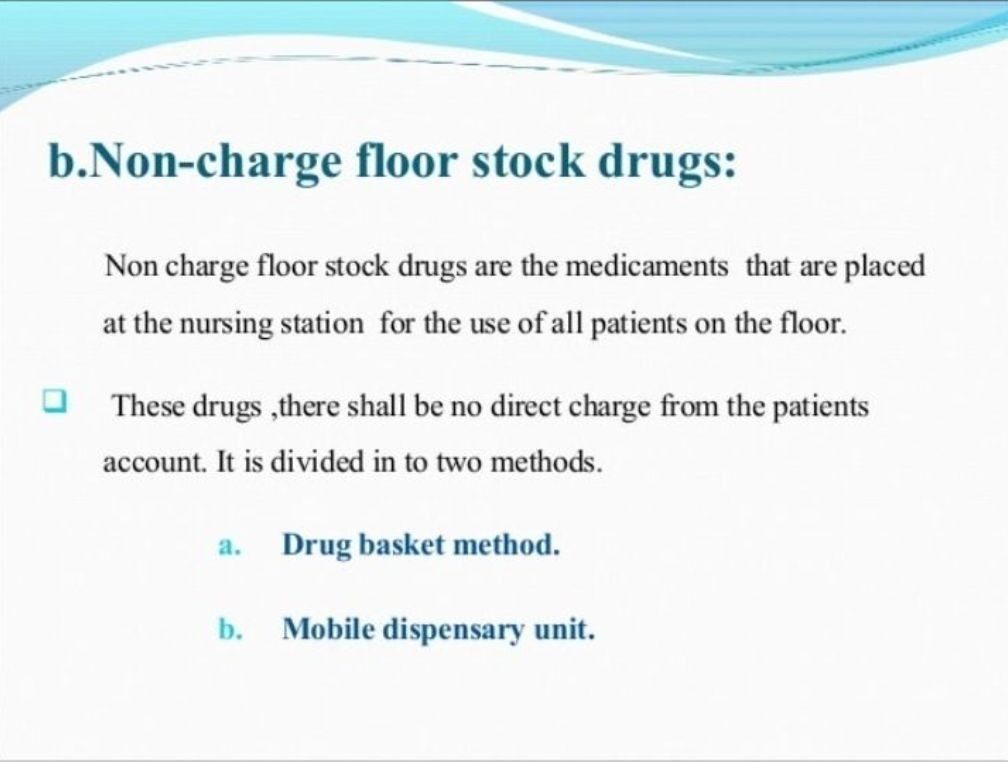 b.Non-charge floor stock drugs:
Non charge floor stock drugs are the medicaments that are placed
at the nursing station for the use of all patients on the floor.
❑ These drugs ,there shall be no direct charge from the patients
account. It is divided in to two methods.
a. Drug basket method.
b. Mobile dispensary unit.